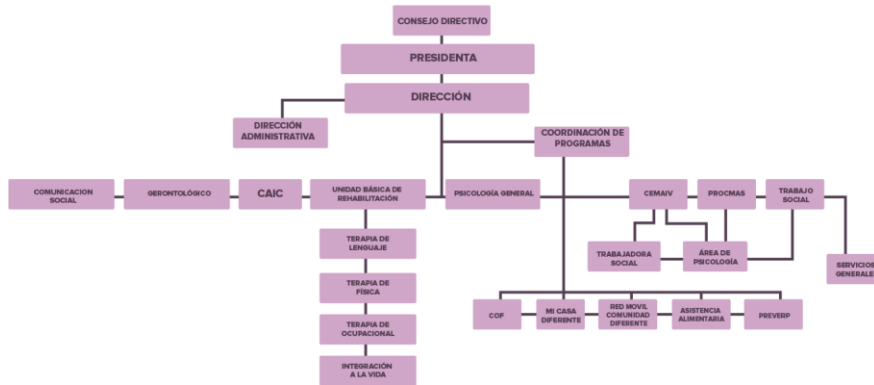 CONSEJO DIRECTIVO
PRESIDENTA
DIRECCIÓN
DIRECCIÓN
ADMINISTRATIVA
COORDINACIÓN DE
PROGRAMAS
COMUNICACION
SOCIAL
GERONTOLÓGICO
CAIC
UNIDAD BÁSICA DE
REHABILITACIÓN
PSICOLOGÍA GENERAL
CEMAIV
PROCMAS
TRABAJO
SOCIAL
TERAPIA DE
LENGUAJE
TRABAJADORA
SOCIAL
ÁREA DE
PSICOLOGÍA
SERVICIOS
GENERALE
TERAPIA DE
FÍSICA
COF
MI CASA
DIFERENTE
RED MOVIL
COMUNIDAD
DIFERENTE
ASISTENCIA
ALIMENTARIA
PREVERP
TERAPIA DE
OCUPACIONAL
INTEGRACIÓN
A LA VIDA